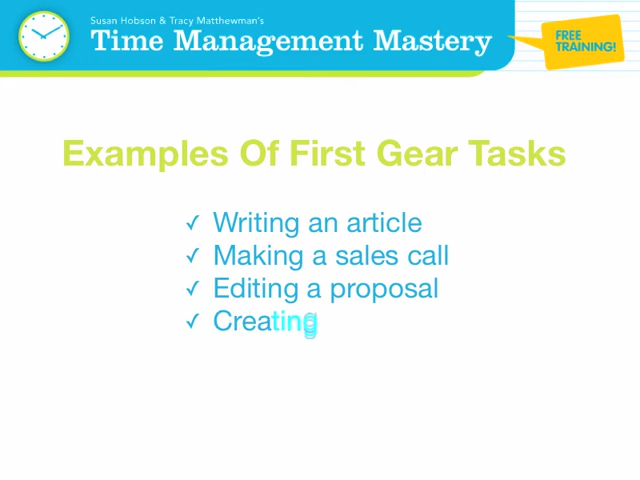 Susan Hobson & Tracy Matthewman's
Time Management Mastery
FREE
TRAINING!
Examples Of First Gear Tasks
✓ Writing an article
✓ Making a sales call
✓ Editing a proposal
✓ Creating